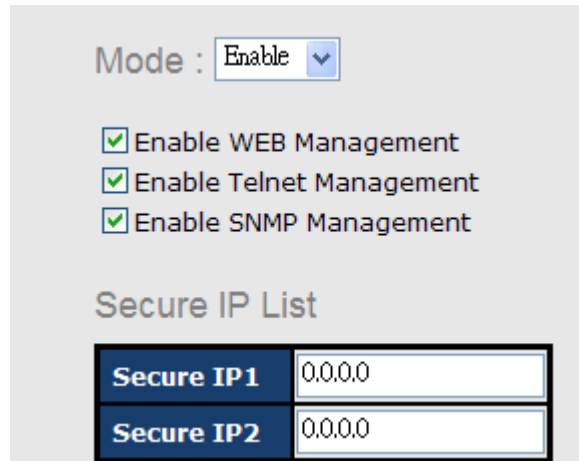 Mode : Enable
Enable WEB Management
Enable Telnet Management
Enable SNMP Management
Secure IP List
Secure IP1 0.0.0.0
Secure IP2 0.0.0.0